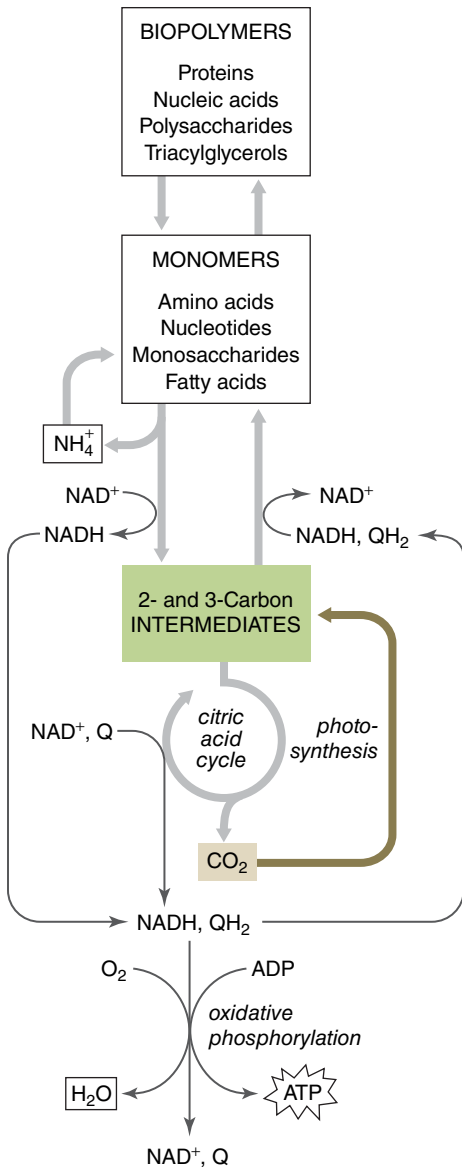 BIOPOLYMERS
Proteins
Nucleic acids
Polysaccharides
Triacylglycerols
MONOMERS
Amino acids
Nucleotides
Monosaccharides
Fatty acids
NH₄⁺
NAD⁺
NADH
NAD⁺
NADH, QH₂
2- and 3-Carbon
INTERMEDIATES
NAD⁺, Q
citric
acid
cycle
photo-
synthesis
CO₂
NADH, QH₂
O₂
ADP
oxidative
phosphorylation
H₂O
ATP
NAD⁺, Q